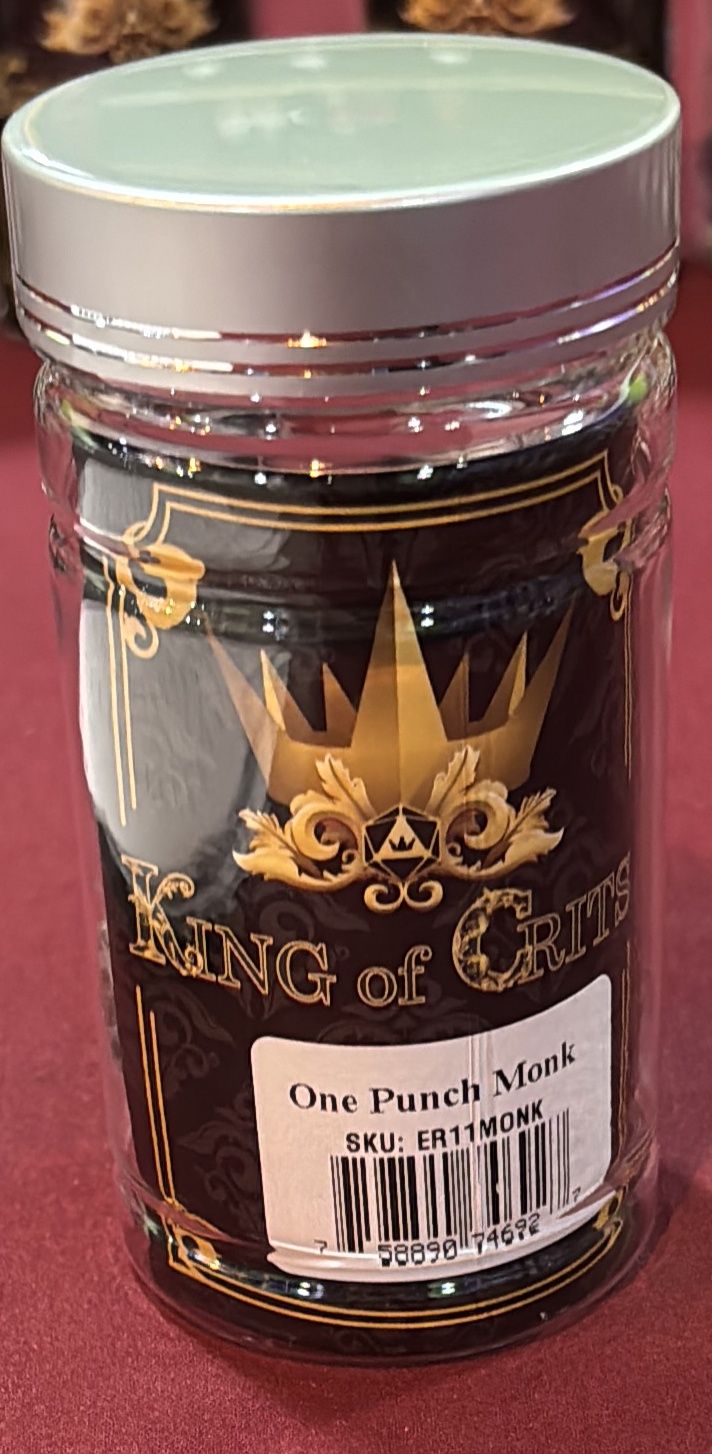 KING of CRITS
One Punch Monk
SKU: ER11MONK
7 58890 74692 7